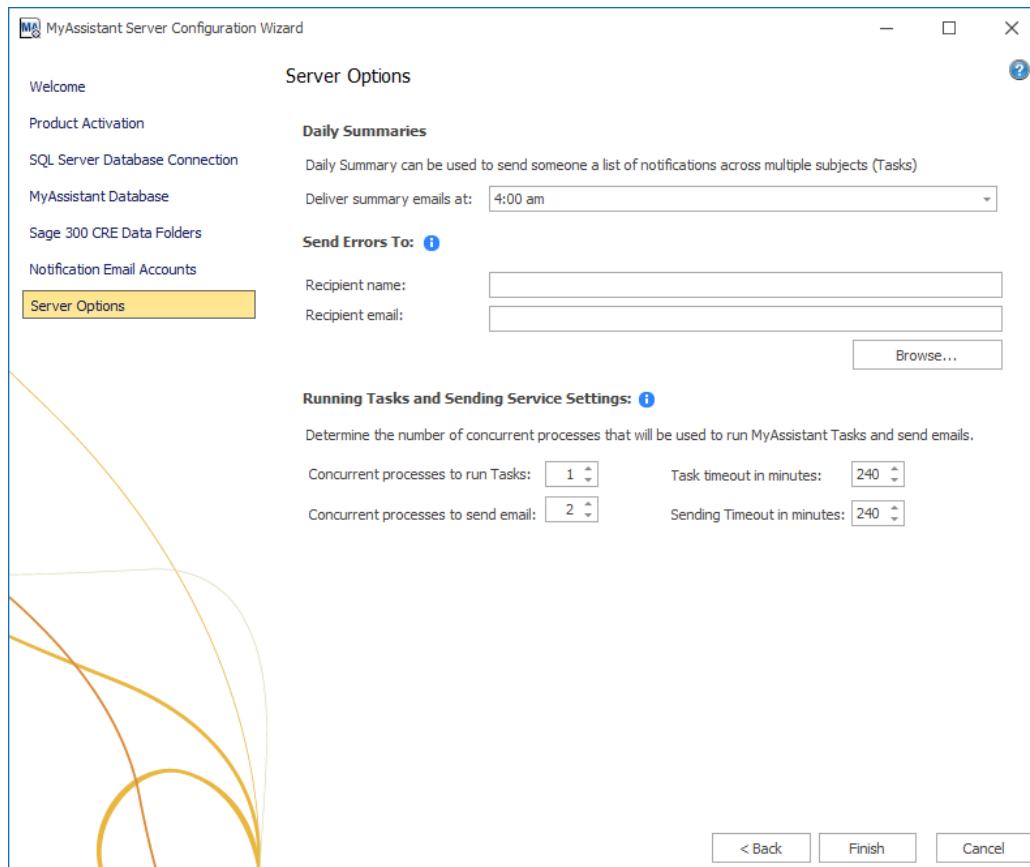 MyAssistant Server Configuration Wizard
Server Options
Welcome
Product Activation
SQL Server Database Connection
MyAssistant Database
Sage 300 CRE Data Folders
Notification Email Accounts
Server Options
Daily Summaries
Daily Summary can be used to send someone a list of notifications across multiple subjects (Tasks)
Deliver summary emails at: 4:00 am
Send Errors To:
Recipient name:
Recipient email:
Browse...
Running Tasks and Sending Service Settings:
Determine the number of concurrent processes that will be used to run MyAssistant Tasks and send emails.
Concurrent processes to run Tasks: 1 Task timeout in minutes: 240
Concurrent processes to send email: 2 Sending Timeout in minutes: 240
< Back Finish Cancel